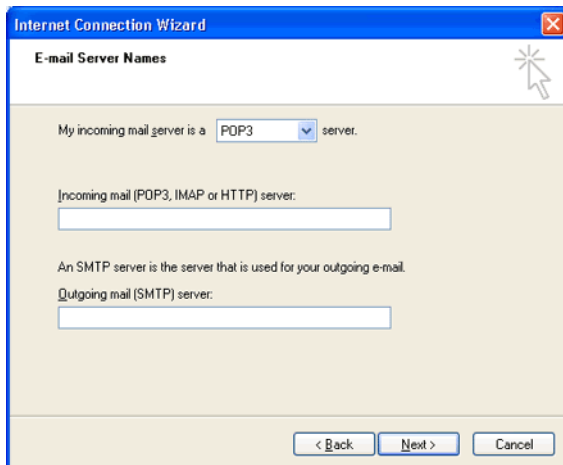 Internet Connection Wizard
E-mail Server Names
My incoming mail server is a POP3 server.
Incoming mail (POP3, IMAP or HTTP) server:
An SMTP server is the server that is used for your outgoing e-mail.
Outgoing mail (SMTP) server:
< Back Next > Cancel